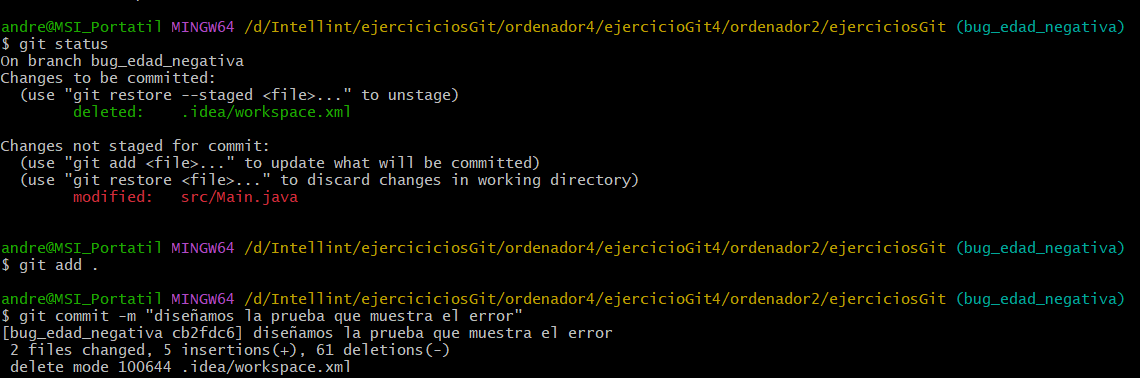 andre@MSI_Portatil MINGW64 /d/Intellint/ejerciciciosGit/ordenador4/ejercicioGit4/ordenador2/ejerciciosGit (bug_edad_negativa)
$ git status
On branch bug_edad_negativa
Changes to be committed:
  (use "git restore --staged <file>..." to unstage)
        deleted:    .idea/workspace.xml

Changes not staged for commit:
  (use "git add <file>..." to update what will be committed)
  (use "git restore <file>..." to discard changes in working directory)
        modified:   src/Main.java

andre@MSI_Portatil MINGW64 /d/Intellint/ejerciciciosGit/ordenador4/ejercicioGit4/ordenador2/ejerciciosGit (bug_edad_negativa)
$ git add .

andre@MSI_Portatil MINGW64 /d/Intellint/ejerciciciosGit/ordenador4/ejercicioGit4/ordenador2/ejerciciosGit (bug_edad_negativa)
$ git commit -m "diseñamos la prueba que muestra el error"
[bug_edad_negativa cb2fdc6] diseñamos la prueba que muestra el error
 2 files changed, 5 insertions(+), 61 deletions(-)
 delete mode 100644 .idea/workspace.xml